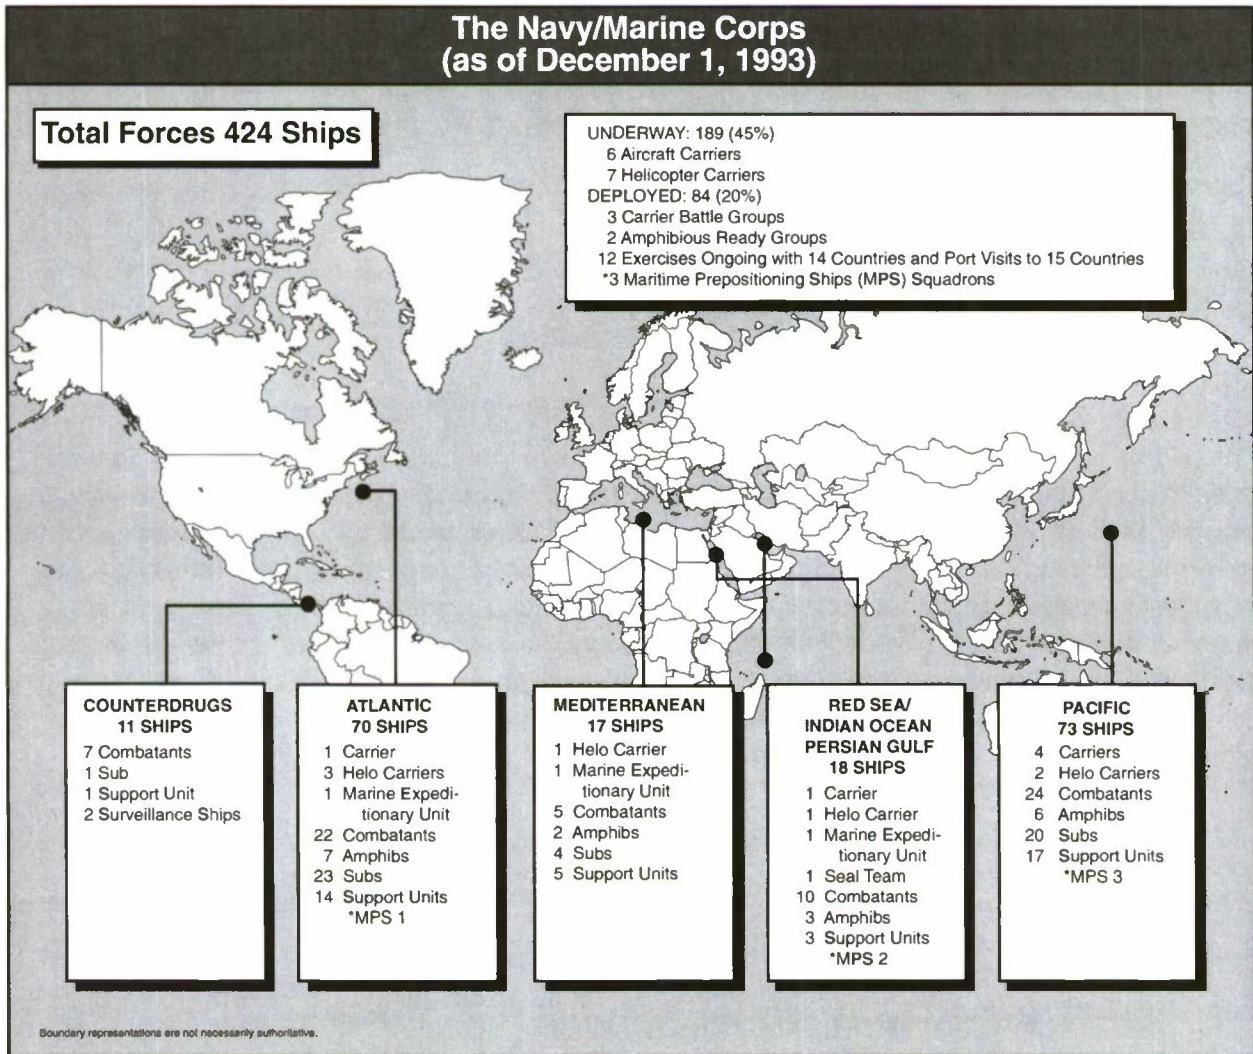 The Navy/Marine Corps
(as of December 1, 1993)
Total Forces 424 Ships
UNDERWAY: 189 (45%)
6 Aircraft Carriers
7 Helicopter Carriers
DEPLOYED: 84 (20%)
3 Carrier Battle Groups
2 Amphibious Ready Groups
12 Exercises Ongoing with 14 Countries and Port Visits to 15 Countries
*3 Maritime Prepositioning Ships (MPS) Squadrons
COUNTERDRUGS
11 SHIPS
7 Combatants
1 Sub
1 Support Unit
2 Surveillance Ships
ATLANTIC
70 SHIPS
1 Carrier
3 Helo Carriers
1 Marine Expedi-
tionary Unit
22 Combatants
7 Amphibs
23 Subs
14 Support Units
*MPS 1
MEDITERRANEAN
17 SHIPS
1 Helo Carrier
1 Marine Expedi-
tionary Unit
5 Combatants
2 Amphibs
4 Subs
5 Support Units
RED SEA/
INDIAN OCEAN
PERSIAN GULF
18 SHIPS
1 Carrier
1 Helo Carrier
1 Marine Expedi-
tionary Unit
1 Seal Team
10 Combatants
3 Amphibs
3 Support Units
*MPS 2
PACIFIC
73 SHIPS
4 Carriers
2 Helo Carriers
24 Combatants
6 Amphibs
20 Subs
17 Support Units
*MPS 3
Boundary representations are not necessarily authoritative.